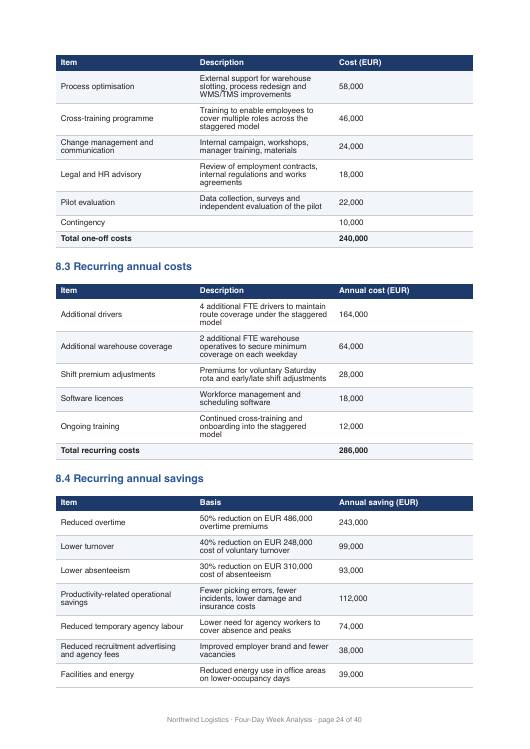 Item Description Cost (EUR)
Process optimisation
External support for warehouse
slotting, process redesign and
WMS/TMS improvements
58,000
Cross-training programme
Training to enable employees to
cover multiple roles across the
staggered model
46,000
Change management and
communication
Internal campaign, workshops,
manager training, materials
24,000
Legal and HR advisory
Review of employment contracts,
internal regulations and works
agreements
18,000
Pilot evaluation
Data collection, surveys and
independent evaluation of the pilot
22,000
Contingency 10,000
Total one-off costs 240,000
8.3 Recurring annual costs
Item Description Annual cost (EUR)
Additional drivers
4 additional FTE drivers to maintain
route coverage under the staggered
model
164,000
Additional warehouse coverage
2 additional FTE warehouse
operatives to secure minimum
coverage on each weekday
64,000
Shift premium adjustments
Premiums for voluntary Saturday
rota and early/late shift adjustments
28,000
Software licences
Workforce management and
scheduling software
18,000
Ongoing training
Continued cross-training and
onboarding into the staggered
model
12,000
Total recurring costs 286,000
8.4 Recurring annual savings
Item Basis Annual saving (EUR)
Reduced overtime
50% reduction on EUR 486,000
overtime premiums
243,000
Lower turnover
40% reduction on EUR 248,000
cost of voluntary turnover
99,000
Lower absenteeism
30% reduction on EUR 310,000
cost of absenteeism
93,000
Productivity-related operational
savings
Fewer picking errors, fewer
incidents, lower damage and
insurance costs
112,000
Reduced temporary agency labour
Lower need for agency workers to
cover absence and peaks
74,000
Reduced recruitment advertising
and agency fees
Improved employer brand and fewer
vacancies
38,000
Facilities and energy
Reduced energy use in office areas
on lower-occupancy days
39,000
Northwind Logistics · Four-Day Week Analysis · page 24 of 40